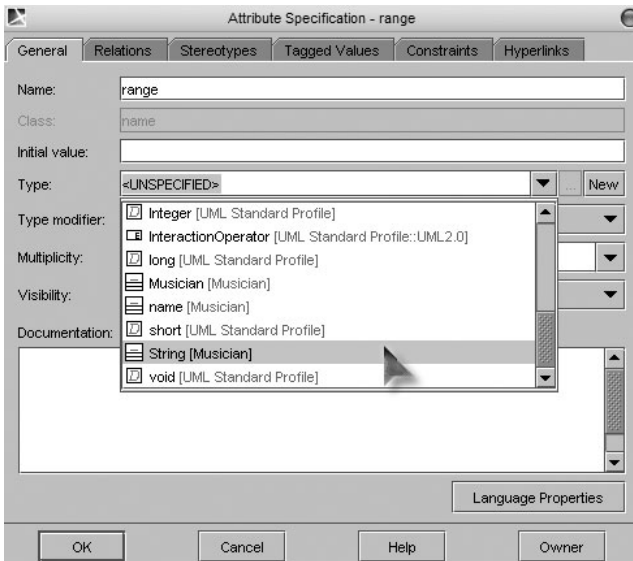 Attribute Specification - range
General Relations Stereotypes Tagged Values Constraints Hyperlinks
Name: range
Class: name
Initial value:
Type: <UNSPECIFIED> ... New
Integer [UML Standard Profile]
Type modifier:
InteractionOperator [UML Standard Profile::UML2.0]
long [UML Standard Profile]
Multiplicity:
Musician [Musician]
Visibility:
name [Musician]
short [UML Standard Profile]
Documentation:
String [Musician]
void [UML Standard Profile]
Language Properties
OK Cancel Help Owner